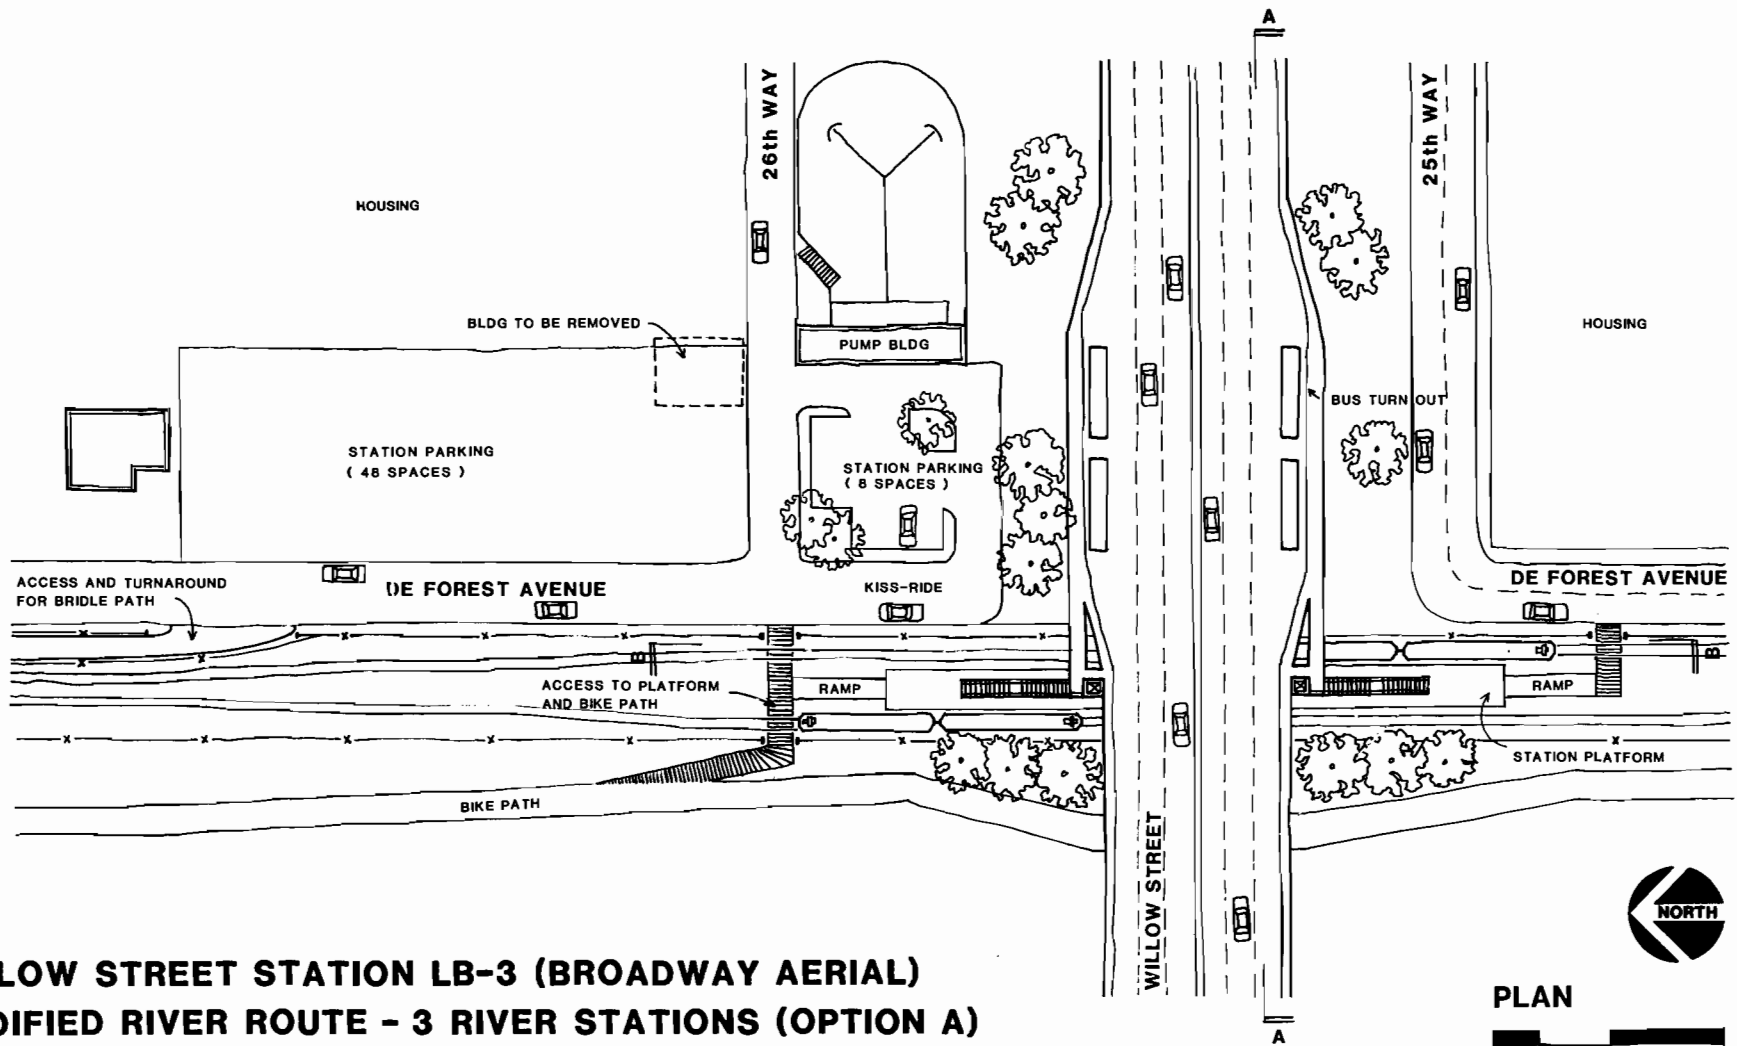 A
26th WAY
25th WAY
HOUSING
HOUSING
BLDG TO BE REMOVED
PUMP BLDG
BUS TURN OUT
STATION PARKING
( 48 SPACES )
STATION PARKING
( 8 SPACES )
ACCESS AND TURNAROUND
FOR BRIDLE PATH
DE FOREST AVENUE
KISS-RIDE
DE FOREST AVENUE
B
B
ACCESS TO PLATFORM
AND BIKE PATH
RAMP
RAMP
STATION PLATFORM
BIKE PATH
WILLOW STREET
NORTH
LOW STREET STATION LB-3 (BROADWAY AERIAL)
DIFIED RIVER ROUTE - 3 RIVER STATIONS (OPTION A)
PLAN
A